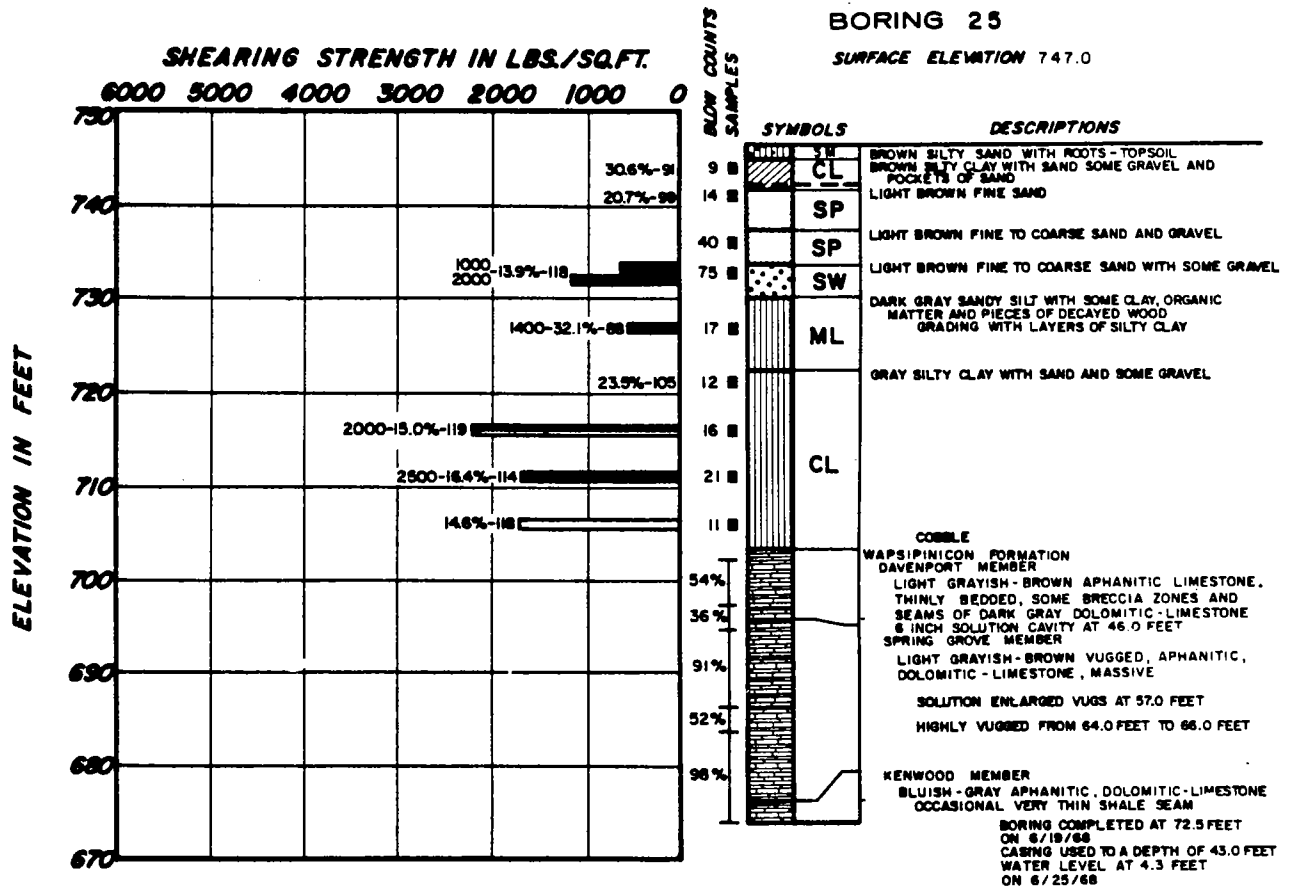 BORING 25
SURFACE ELEVATION 747.0
SHEARING STRENGTH IN LBS./SQ.FT.
6000 5000 4000 3000 2000 1000 0
BLOW COUNTS
SAMPLES
SYMBOLS
DESCRIPTIONS
ELEVATION IN FEET
750
740
730
720
710
700
690
680
670
30.6%-91
20.7%-98
1000
-13.9%-118
2000
1400-32.1%-88
23.5%-105
2000-15.0%-119
2500-16.4%-114
14.6%-118
9
14
40
75
17
12
16
21
11
54%
36%
91%
52%
98%
SM
CL
SP
SP
SW
ML
CL
BROWN SILTY SAND WITH ROOTS-TOPSOIL
BROWN SILTY CLAY WITH SAND SOME GRAVEL AND
POCKETS OF SAND
LIGHT BROWN FINE SAND
LIGHT BROWN FINE TO COARSE SAND AND GRAVEL
LIGHT BROWN FINE TO COARSE SAND WITH SOME GRAVEL
DARK GRAY SANDY SILT WITH SOME CLAY, ORGANIC
MATTER AND PIECES OF DECAYED WOOD
GRADING WITH LAYERS OF SILTY CLAY
GRAY SILTY CLAY WITH SAND AND SOME GRAVEL
COBBLE
WAPSIPINICON FORMATION
DAVENPORT MEMBER
LIGHT GRAYISH-BROWN APHANITIC LIMESTONE,
THINLY BEDDED, SOME BRECCIA ZONES AND
SEAMS OF DARK GRAY DOLOMITIC-LIMESTONE
6 INCH SOLUTION CAVITY AT 46.0 FEET
SPRING GROVE MEMBER
LIGHT GRAYISH-BROWN VUGGED, APHANITIC,
DOLOMITIC-LIMESTONE, MASSIVE
SOLUTION ENLARGED VUGS AT 57.0 FEET
HIGHLY VUGGED FROM 64.0 FEET TO 66.0 FEET
KENWOOD MEMBER
BLUISH-GRAY APHANITIC, DOLOMITIC-LIMESTONE
OCCASIONAL VERY THIN SHALE SEAM
BORING COMPLETED AT 72.5 FEET
ON 6/19/68
CASING USED TO A DEPTH OF 43.0 FEET
WATER LEVEL AT 4.3 FEET
ON 6/25/68